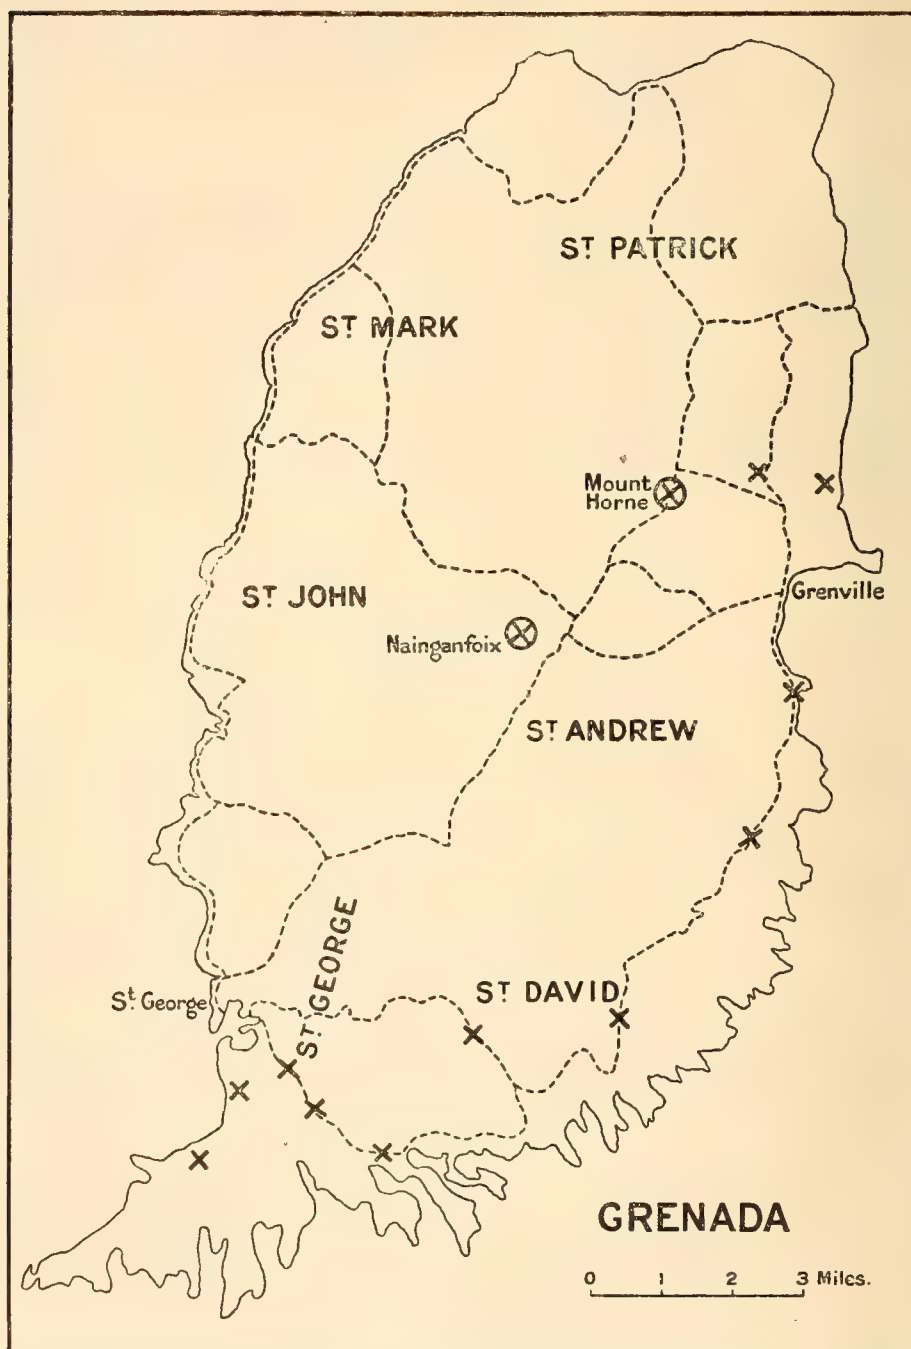 ST PATRICK
ST MARK
Mount
Horne
ST JOHN
Grenville
Nainganfoix
ST ANDREW
ST GEORGE
ST DAVID
St George
GRENADA
0 1 2 3 Miles.